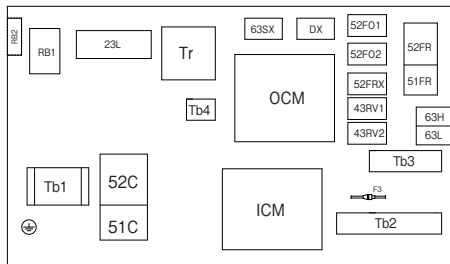 RB2
RB1
23L
Tr
63SX
DX
52FO1
52FO2
52FR
51FR
Tb4
OCM
52FRX
43RV1
43RV2
63H
63L
Tb3
Tb1
52C
51C
ICM
F3
Tb2